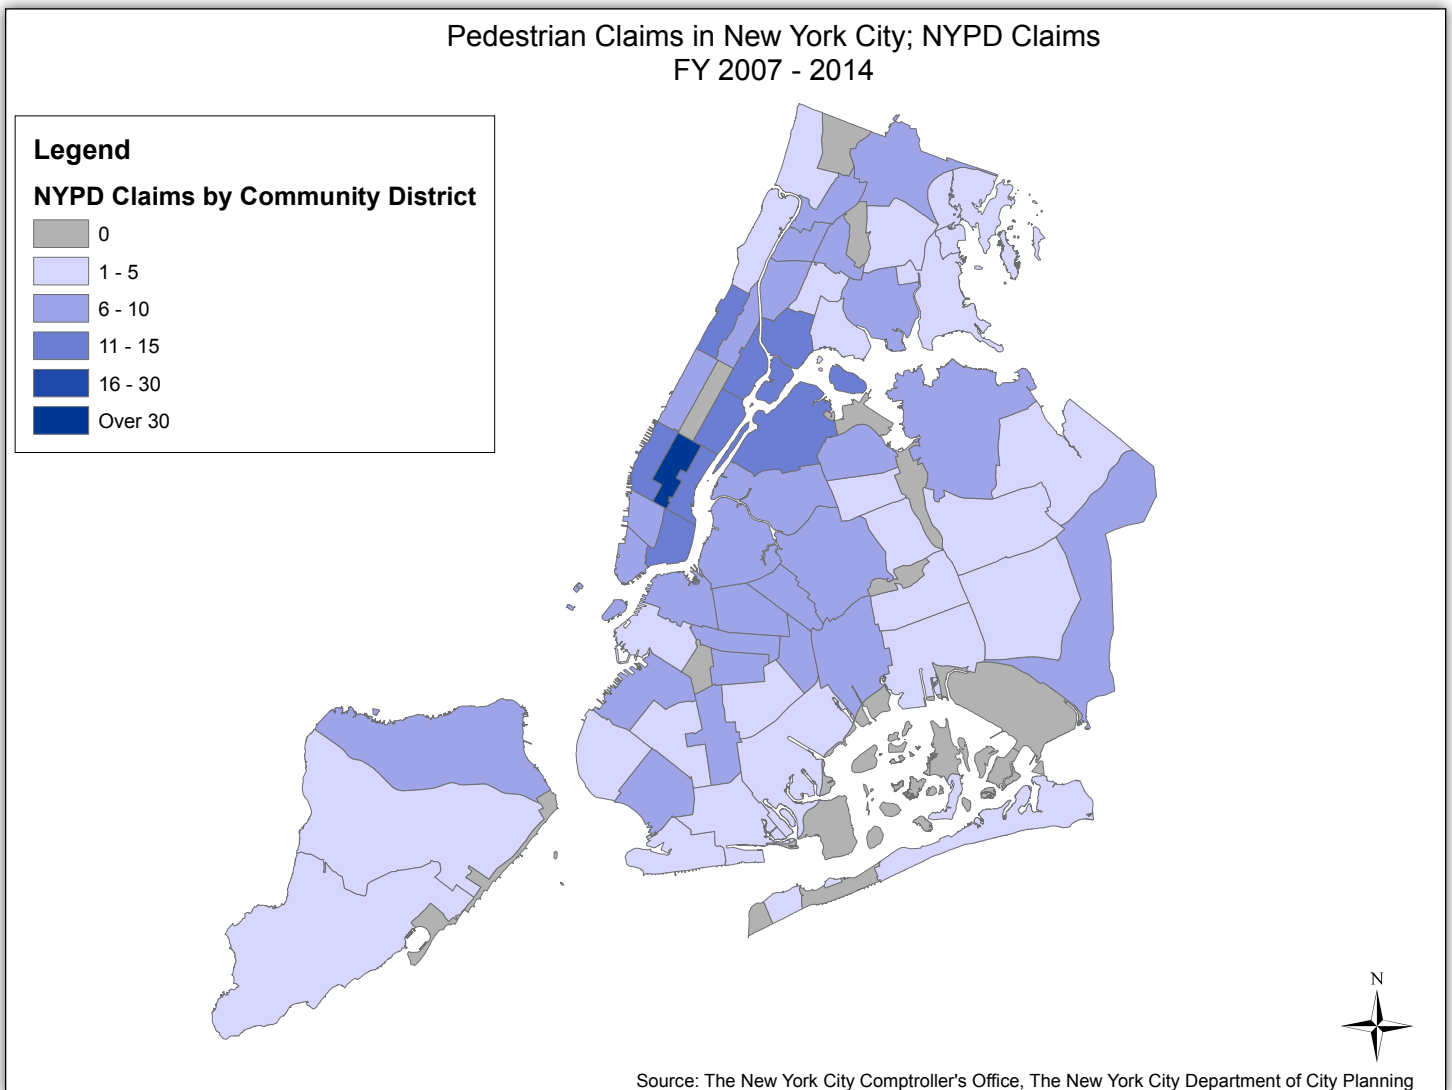 Pedestrian Claims in New York City; NYPD Claims
FY 2007 - 2014
Legend
NYPD Claims by Community District
0
1 - 5
6 - 10
11 - 15
16 - 30
Over 30
N
Source: The New York City Comptroller's Office, The New York City Department of City Planning